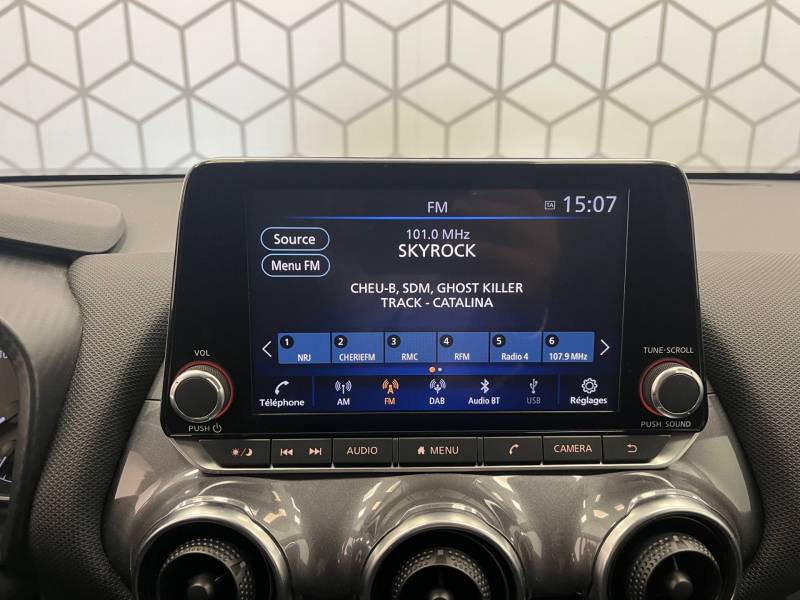 FM
TA 15:07
Source
101.0 MHz
SKYROCK
Menu FM
CHEU-B, SDM, GHOST KILLER
TRACK - CATALINA
1 NRJ
2 CHERIEFM
3 RMC
4 RFM
5 Radio 4
6 107.9 MHz
Téléphone
AM
FM
DAB
Audio BT
USB
Réglages
VOL
PUSH
TUNE·SCROLL
PUSH SOUND
AUDIO
MENU
CAMERA